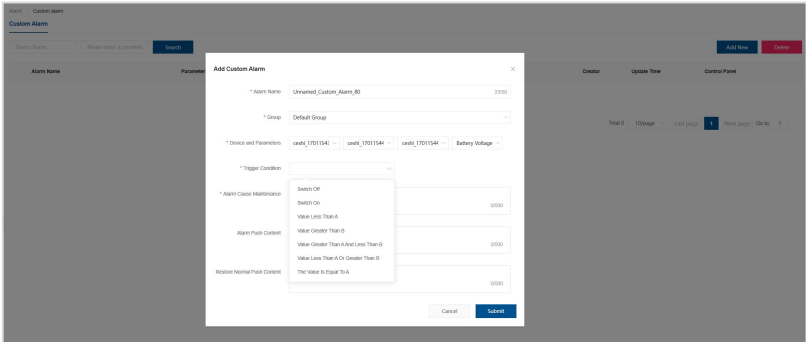 Alarm / Custom alarm
Custom Alarm
Device Name Please enter a parameter Search Add New Delete
Alarm Name Parameter Creator Update Time Control Panel
Add Custom Alarm ×
* Alarm Name Unnamed_Custom_Alarm_80 23/50
* Group Default Group
Total 0 10/page Last page 1 Next page Go to 1
* Device and Parameters Battery Voltage
* Trigger Condition
Switch Off
* Alarm Cause Maintenance
Switch On
0/500
Value Less Than A
Value Greater Than B
Alarm Push Content
Value Greater Than A And Less Than B 0/500
Value Less Than A Or Greater Than B
Restore Normal Push Content The Value Is Equal To A
0/500
Cancel Submit